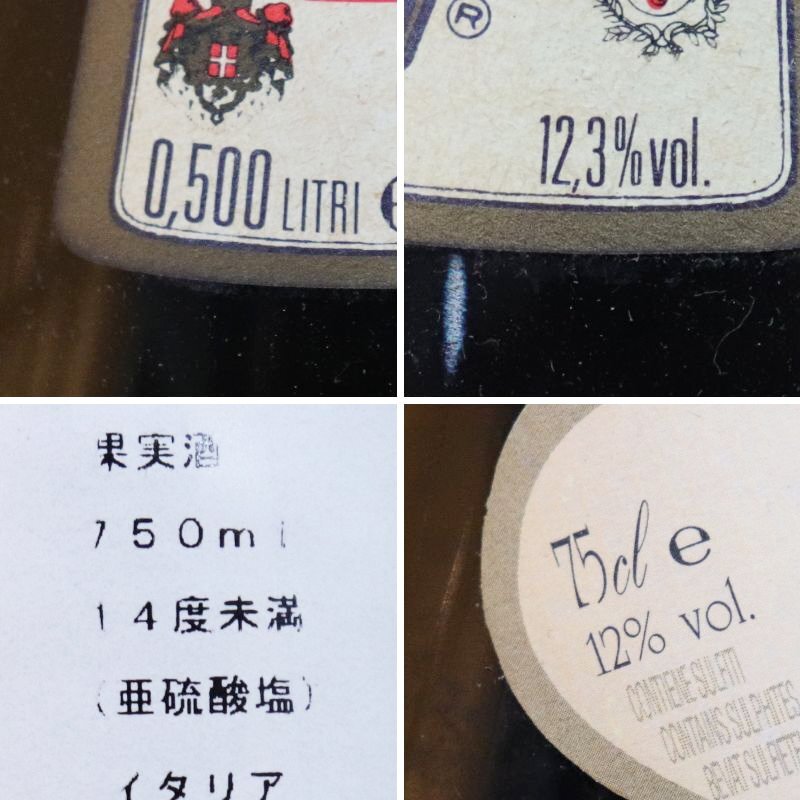 0,500 LITRI e
®
12,3% vol.
果実酒
750ml
14度未満
(亜硫酸塩)
イタリア
75cl e
12% vol.
CONTIENE SOLFITI
CONTAINS SULPHITES